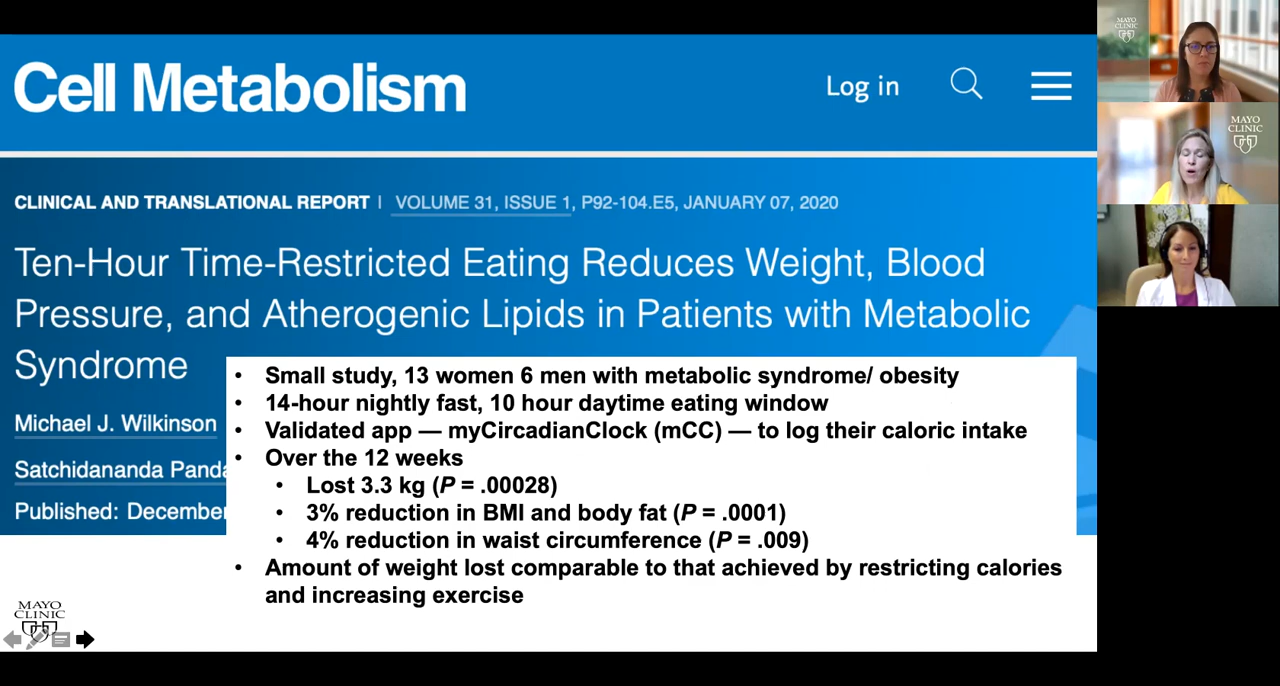 Cell Metabolism
Log in
CLINICAL AND TRANSLATIONAL REPORT | VOLUME 31, ISSUE 1, P92-104.E5, JANUARY 07, 2020
Ten-Hour Time-Restricted Eating Reduces Weight, Blood
Pressure, and Atherogenic Lipids in Patients with Metabolic
Syndrome
Michael J. Wilkinson
Satchidananda Panda
Published: December
• Small study, 13 women 6 men with metabolic syndrome/ obesity
• 14-hour nightly fast, 10 hour daytime eating window
• Validated app — myCircadianClock (mCC) — to log their caloric intake
• Over the 12 weeks
• Lost 3.3 kg (P = .00028)
• 3% reduction in BMI and body fat (P = .0001)
• 4% reduction in waist circumference (P = .009)
• Amount of weight lost comparable to that achieved by restricting calories
and increasing exercise
MAYO
CLINIC
MAYO
CLINIC
MAYO
CLINIC